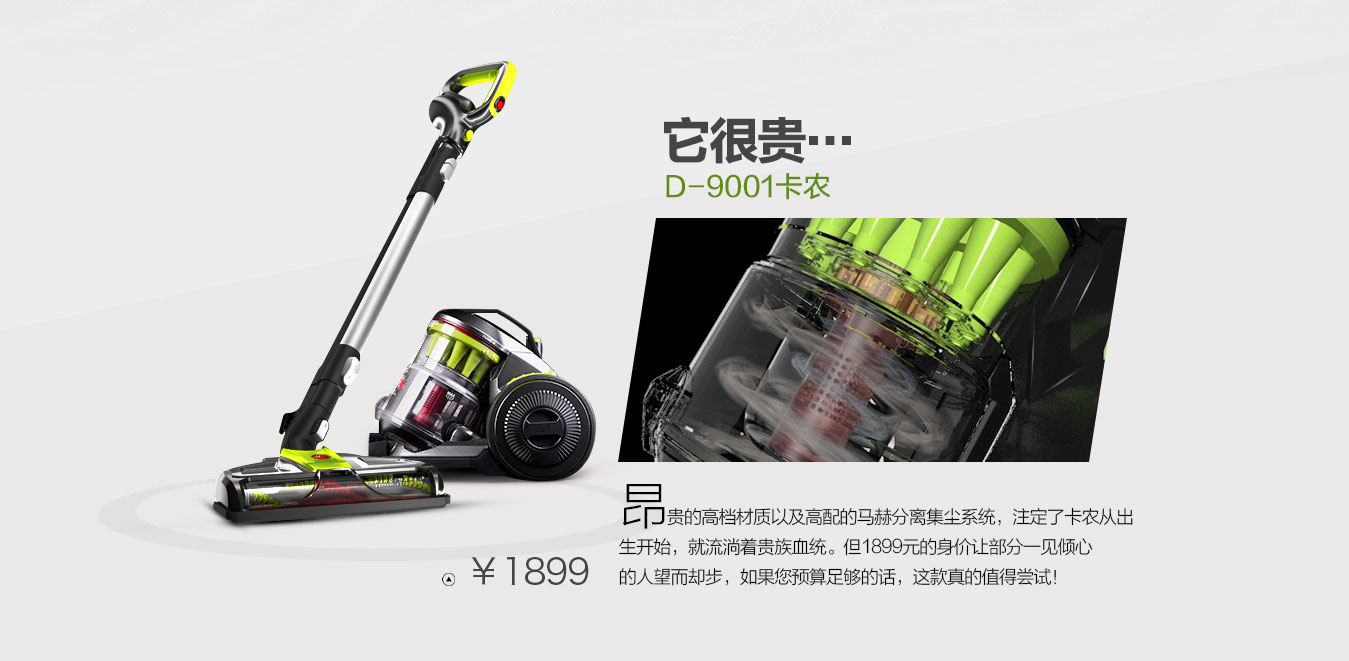 它很贵…
D-9001卡农
昂贵的高档材质以及高配的马赫分离集尘系统，注定了卡农从出
生开始，就流淌着贵族血统。但1899元的身价让部分一见倾心
的人望而却步，如果您预算足够的话，这款真的值得尝试！
￥1899